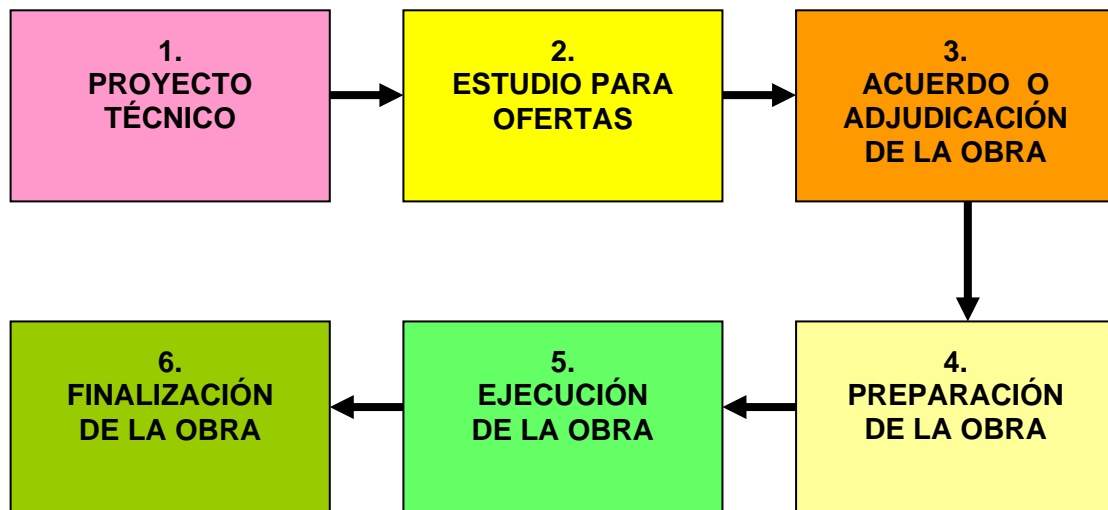 1.
PROYECTO
TÉCNICO
2.
ESTUDIO PARA
OFERTAS
3.
ACUERDO O
ADJUDICACIÓN
DE LA OBRA
4.
PREPARACIÓN
DE LA OBRA
5.
EJECUCIÓN
DE LA OBRA
6.
FINALIZACIÓN
DE LA OBRA